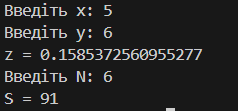 Введіть x: 5
Введіть y: 6
z = 0.1585372560955277
Введіть N: 6
S = 91